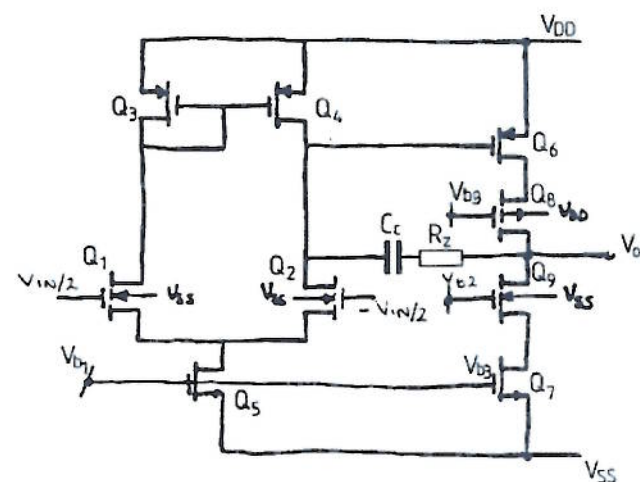 VDD
Q3
Q4
Q6
Q8
VDD
Cc
Rz
Vo
Q1
Q2
Q9
VIN/2
VSS
VSS
-VIN/2
Vb2
VSS
Vb1
Q5
Vb3
Q7
VSS